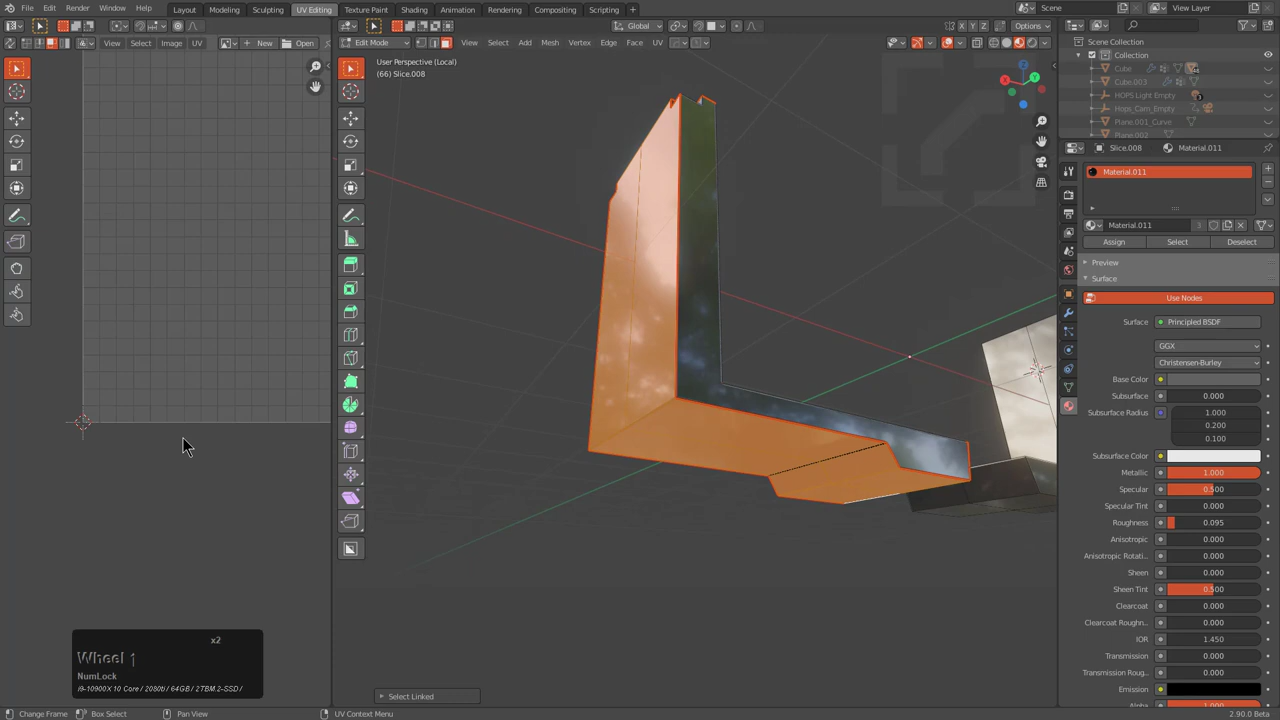 File Edit Render Window Help
Layout Modeling Sculpting UV Editing Texture Paint Shading Animation Rendering Compositing Scripting
Scene
View Layer
Global
Options
View Select Image UV
New
Open
Edit Mode
View Select Add Mesh Vertex Edge Face UV
User Perspective (Local)
(66) Slice.008
Scene Collection
Collection
Cube
Cube.003
HOPS Light Empty
Hops_Cam_Empty
Plane.001_Curve
Plane.002
Slice.008
Material.011
Material.011
Material.011
3
Assign Select Deselect
Preview
Surface
Use Nodes
Surface Principled BSDF
GGX
Christensen-Burley
Base Color
Subsurface 0.000
Subsurface Radius 1.000
0.200
0.100
Subsurface Color
Metallic 1.000
Specular 0.500
Specular Tint 0.000
Roughness 0.095
Anisotropic 0.000
Anisotropic Rotati.. 0.000
Sheen 0.000
Sheen Tint 0.500
Clearcoat 0.000
Clearcoat Roughn.. 0.000
IOR 1.450
Transmission 0.000
Transmission Roug.. 0.000
Emission
Alpha 1.000
x2
Wheel 1
NumLock
i9-10900X 10 Core / 2080ti / 64GB / 2TBM.2-SSD /
Select Linked
Change Frame Box Select Pan View UV Context Menu
2.90.0 Beta